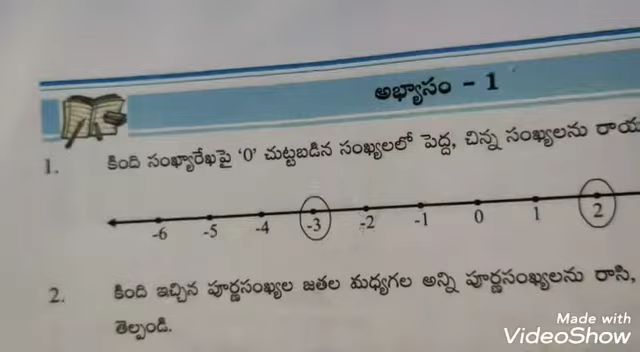 అభ్యాసం - 1
1. కింది సంఖ్యారేఖపై '0' చుట్టబడిన సంఖ్యలలో పెద్ద, చిన్న సంఖ్యలను
-6 -5 -4 -3 -2 -1 0 1 2
2. కింది ఇచ్చిన పూర్ణసంఖ్యల జతల మధ్యగల అన్ని పూర్ణసంఖ్యలను రాసి,
తెల్పండి.
Made with
VideoShow